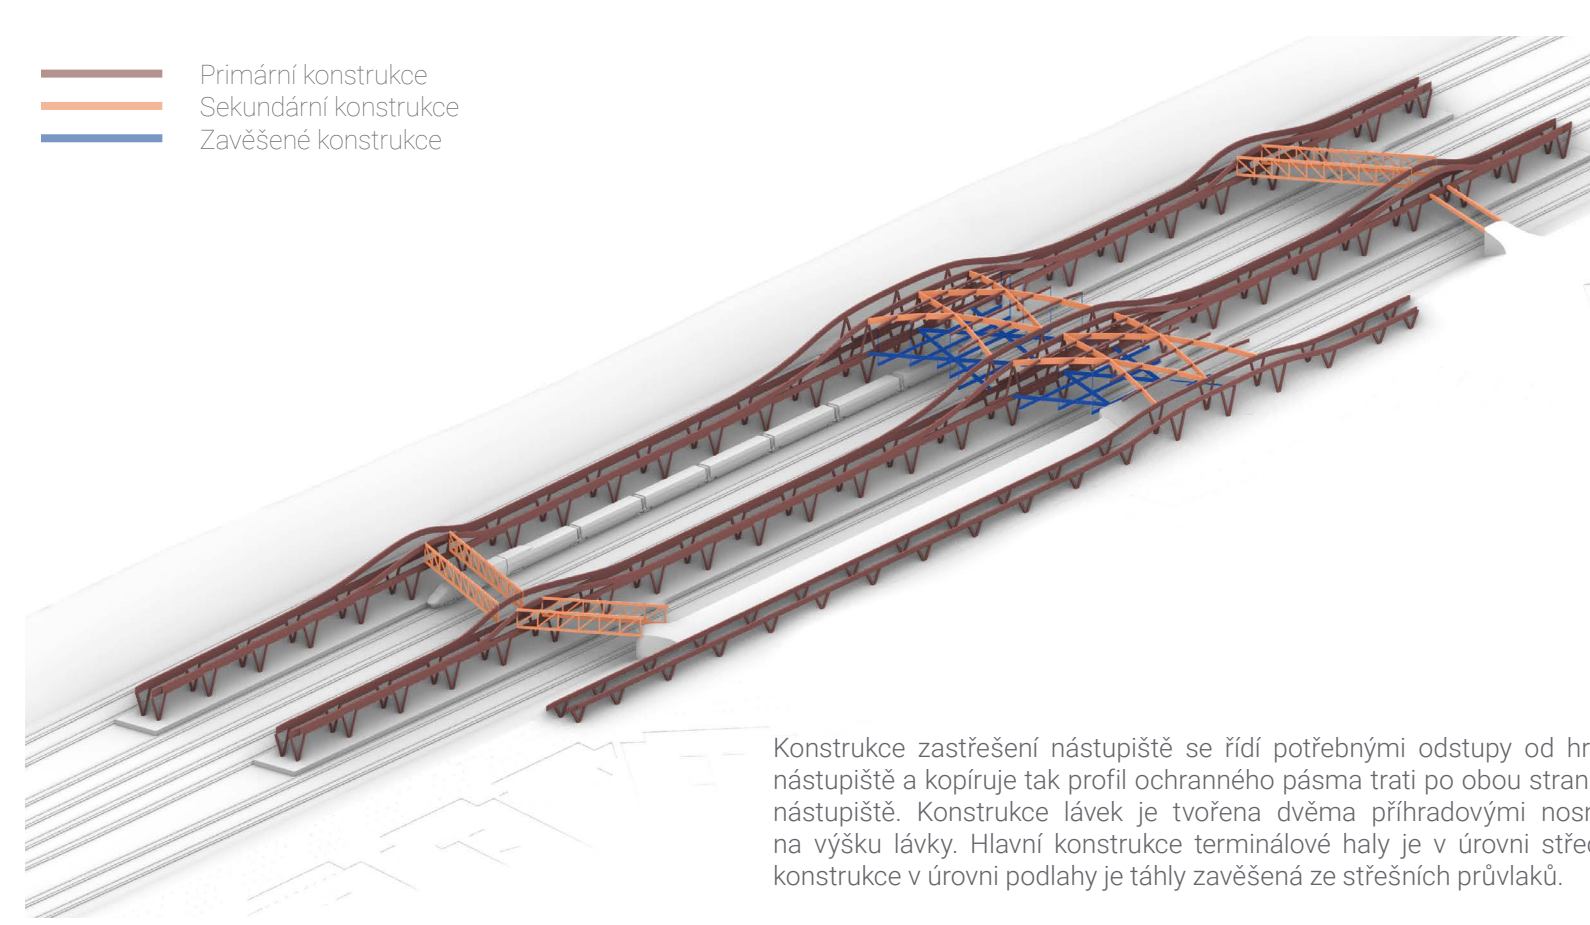 Primární konstrukce
Sekundární konstrukce
Zavěšené konstrukce
Konstrukce zastřešení nástupiště se řídí potřebnými odstupy od
nástupiště a kopíruje tak profil ochranného pásma trati po obou
nástupiště. Konstrukce lávek je tvořena dvěma příhradovými
na výšku lávky. Hlavní konstrukce terminálové haly je v úrovni
konstrukce v úrovni podlahy je táhly zavěšená ze střešních průvlaků.